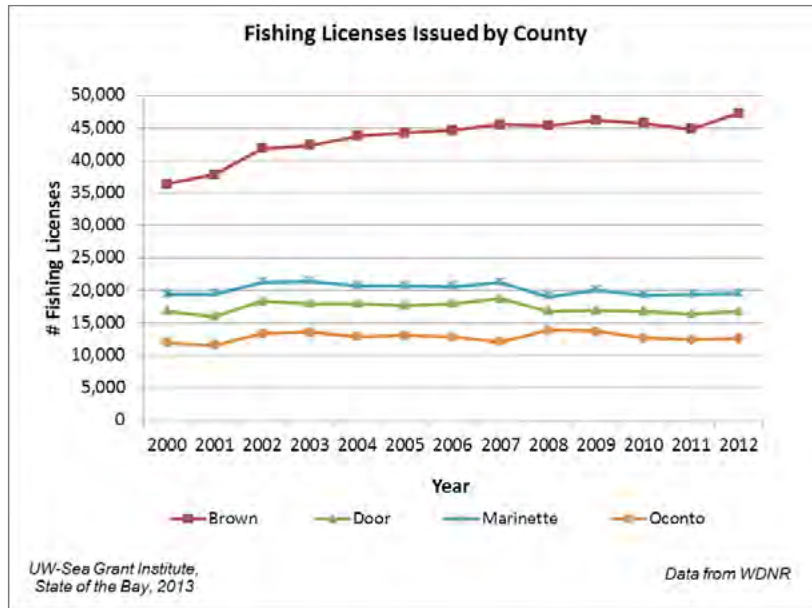 Fishing Licenses Issued by County
50,000
45,000
40,000
35,000
30,000
25,000
20,000
15,000
10,000
5,000
0
# Fishing Licenses
2000 2001 2002 2003 2004 2005 2006 2007 2008 2009 2010 2011 2012
Year
Brown Door Marinette Oconto
UW-Sea Grant Institute,
State of the Bay, 2013
Data from WDNR